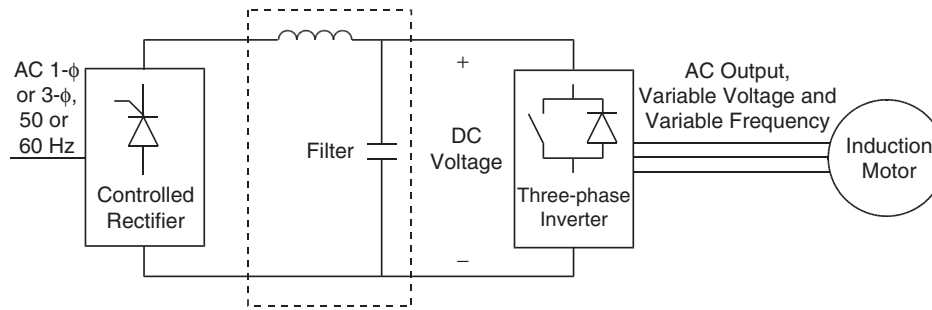 AC 1-ϕ
or 3-ϕ,
50 or
60 Hz
Controlled
Rectifier
Filter
+
DC
Voltage
−
Three-phase
Inverter
AC Output,
Variable Voltage and
Variable Frequency
Induction
Motor